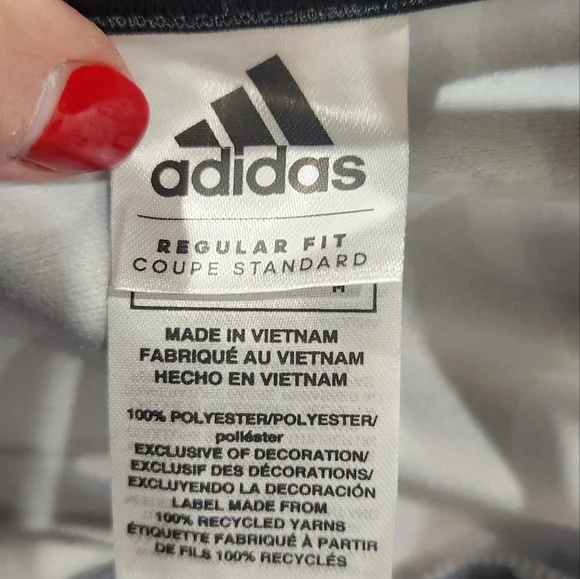 adidas
REGULAR FIT
COUPE STANDARD
M
MADE IN VIETNAM
FABRIQUÉ AU VIETNAM
HECHO EN VIETNAM
100% POLYESTER/POLYESTER/
poliéster
EXCLUSIVE OF DECORATION/
EXCLUSIF DES DÉCORATIONS/
EXCLUYENDO LA DECORACIÓN
LABEL MADE FROM
100% RECYCLED YARNS
ÉTIQUETTE FABRIQUÉ À PARTIR
DE FILS 100% RECYCLÉS